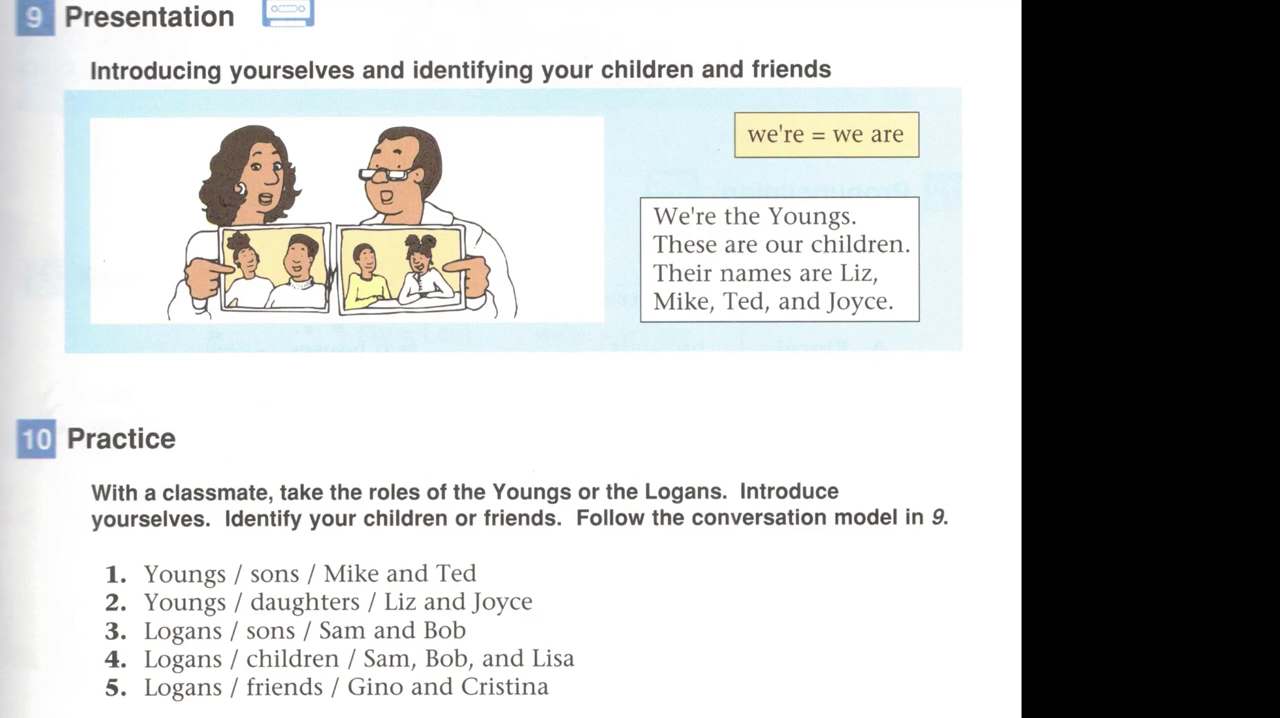 9 Presentation
Introducing yourselves and identifying your children and friends
we're = we are
We're the Youngs.
These are our children.
Their names are Liz,
Mike, Ted, and Joyce.
10 Practice
With a classmate, take the roles of the Youngs or the Logans. Introduce
yourselves. Identify your children or friends. Follow the conversation model in 9.
1. Youngs / sons / Mike and Ted
2. Youngs / daughters / Liz and Joyce
3. Logans / sons / Sam and Bob
4. Logans / children / Sam, Bob, and Lisa
5. Logans / friends / Gino and Cristina